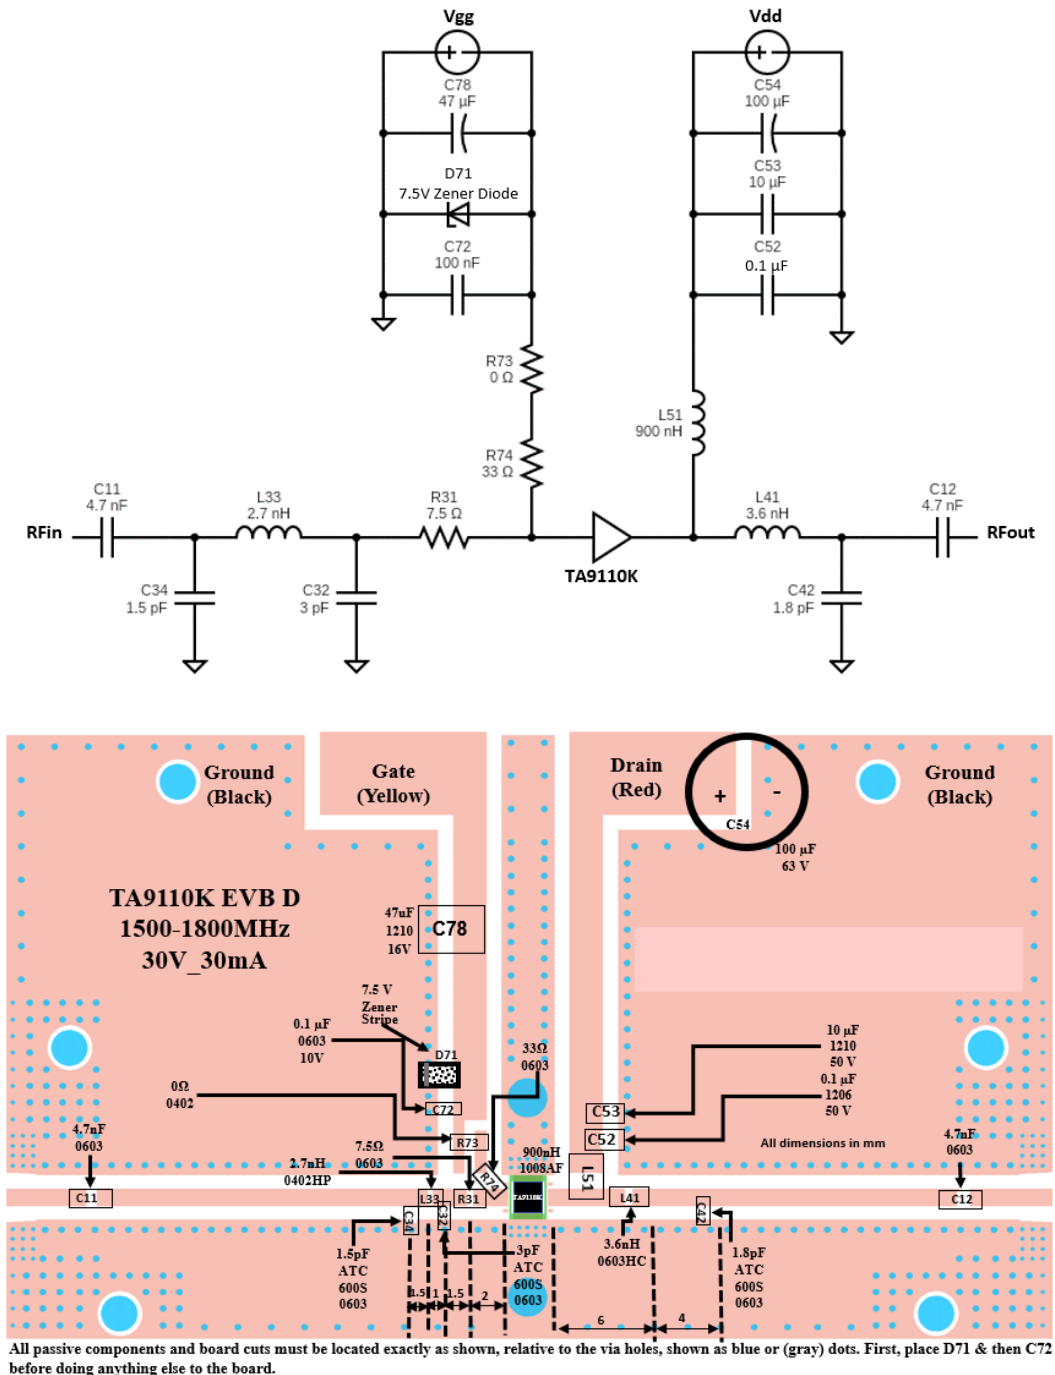 Vgg
Vdd
+ −
+ −
C78
47 µF
C54
100 µF
D71
7.5V Zener Diode
C53
10 µF
C72
100 nF
C52
0.1 µF
R73
0 Ω
L51
900 nH
R74
33 Ω
C11
4.7 nF
L33
2.7 nH
R31
7.5 Ω
L41
3.6 nH
C12
4.7 nF
RFin
RFout
TA9110K
C34
1.5 pF
C32
3 pF
C42
1.8 pF
Ground
(Black)
Gate
(Yellow)
Drain
(Red)
+ -
C54
Ground
(Black)
100 µF
63 V
TA9110K EVB D
1500-1800MHz
30V_30mA
47uF
1210
16V
C78
7.5 V
Zener
Stripe
0.1 µF
0603
10V
D71
33Ω
0603
10 µF
1210
50 V
0.1 µF
1206
50 V
0Ω
0402
C72
C53
4.7nF
0603
7.5Ω
0603
R73
C52
All dimensions in mm
4.7nF
0603
2.7nH
0402HP
900nH
1008AF
R74
L51
C11
L33
R31
TA9110K
L41
C12
C34
C32
C42
1.5pF
ATC
600S
0603
3pF
ATC
600S
0603
3.6nH
0603HC
1.8pF
ATC
600S
0603
1.5
1
1.5
2
6
4
All passive components and board cuts must be located exactly as shown, relative to the via holes, shown as blue or (gray) dots. First, place D71 & then C72
before doing anything else to the board.